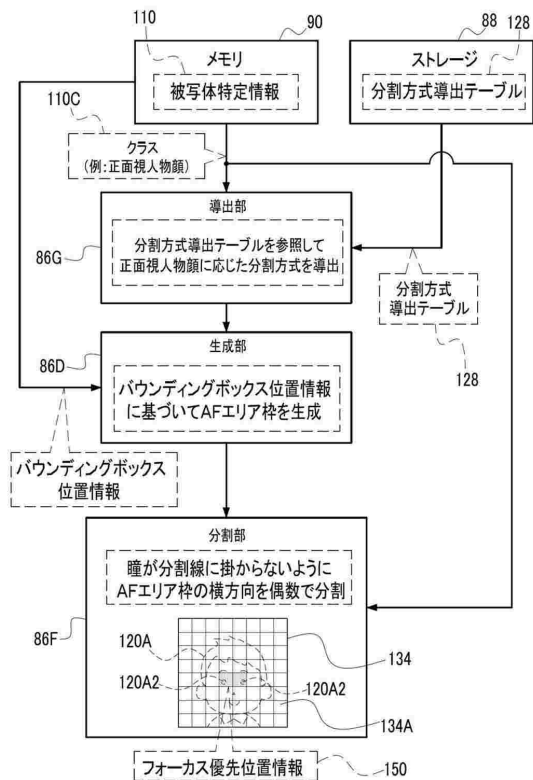 110
90
88
128
メモリ
被写体特定情報
ストレージ
分割方式導出テーブル
110C
クラス
(例:正面視人物顔)
導出部
分割方式導出テーブルを参照して
正面視人物顔に応じた分割方式を導出
86G
分割方式
導出テーブル
128
86D
生成部
バウンディングボックス位置情報
に基づいてAFエリア枠を生成
バウンディングボックス
位置情報
分割部
瞳が分割線に掛からないように
AFエリア枠の横方向を偶数で分割
86F
120A
134
120A2
120A2
134A
フォーカス優先位置情報
150